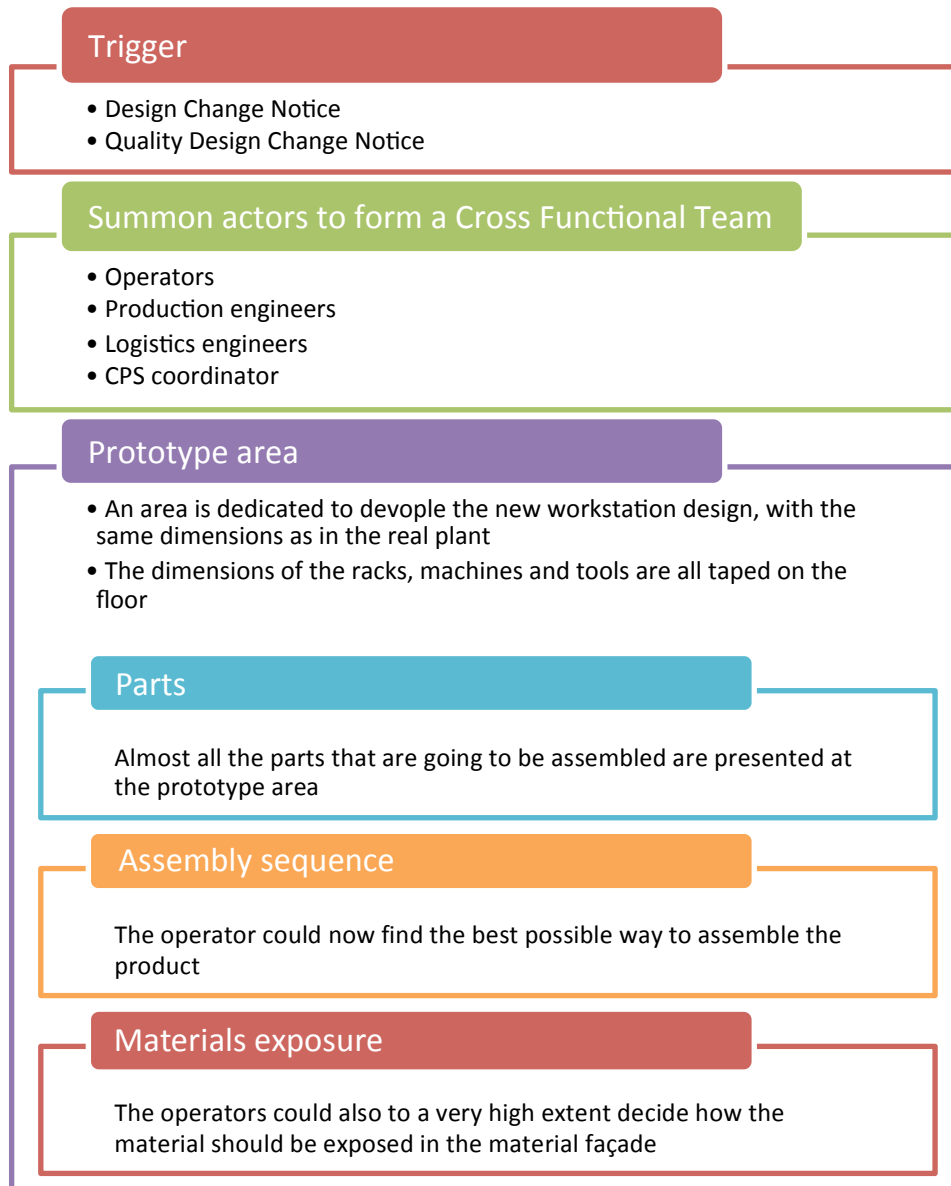 Trigger
• Design Change Notice
• Quality Design Change Notice
Summon actors to form a Cross Functional Team
• Operators
• Production engineers
• Logistics engineers
• CPS coordinator
Prototype area
• An area is dedicated to devople the new workstation design, with the
same dimensions as in the real plant
• The dimensions of the racks, machines and tools are all taped on the
floor
Parts
Almost all the parts that are going to be assembled are presented at
the prototype area
Assembly sequence
The operator could now find the best possible way to assemble the
product
Materials exposure
The operators could also to a very high extent decide how the
material should be exposed in the material façade